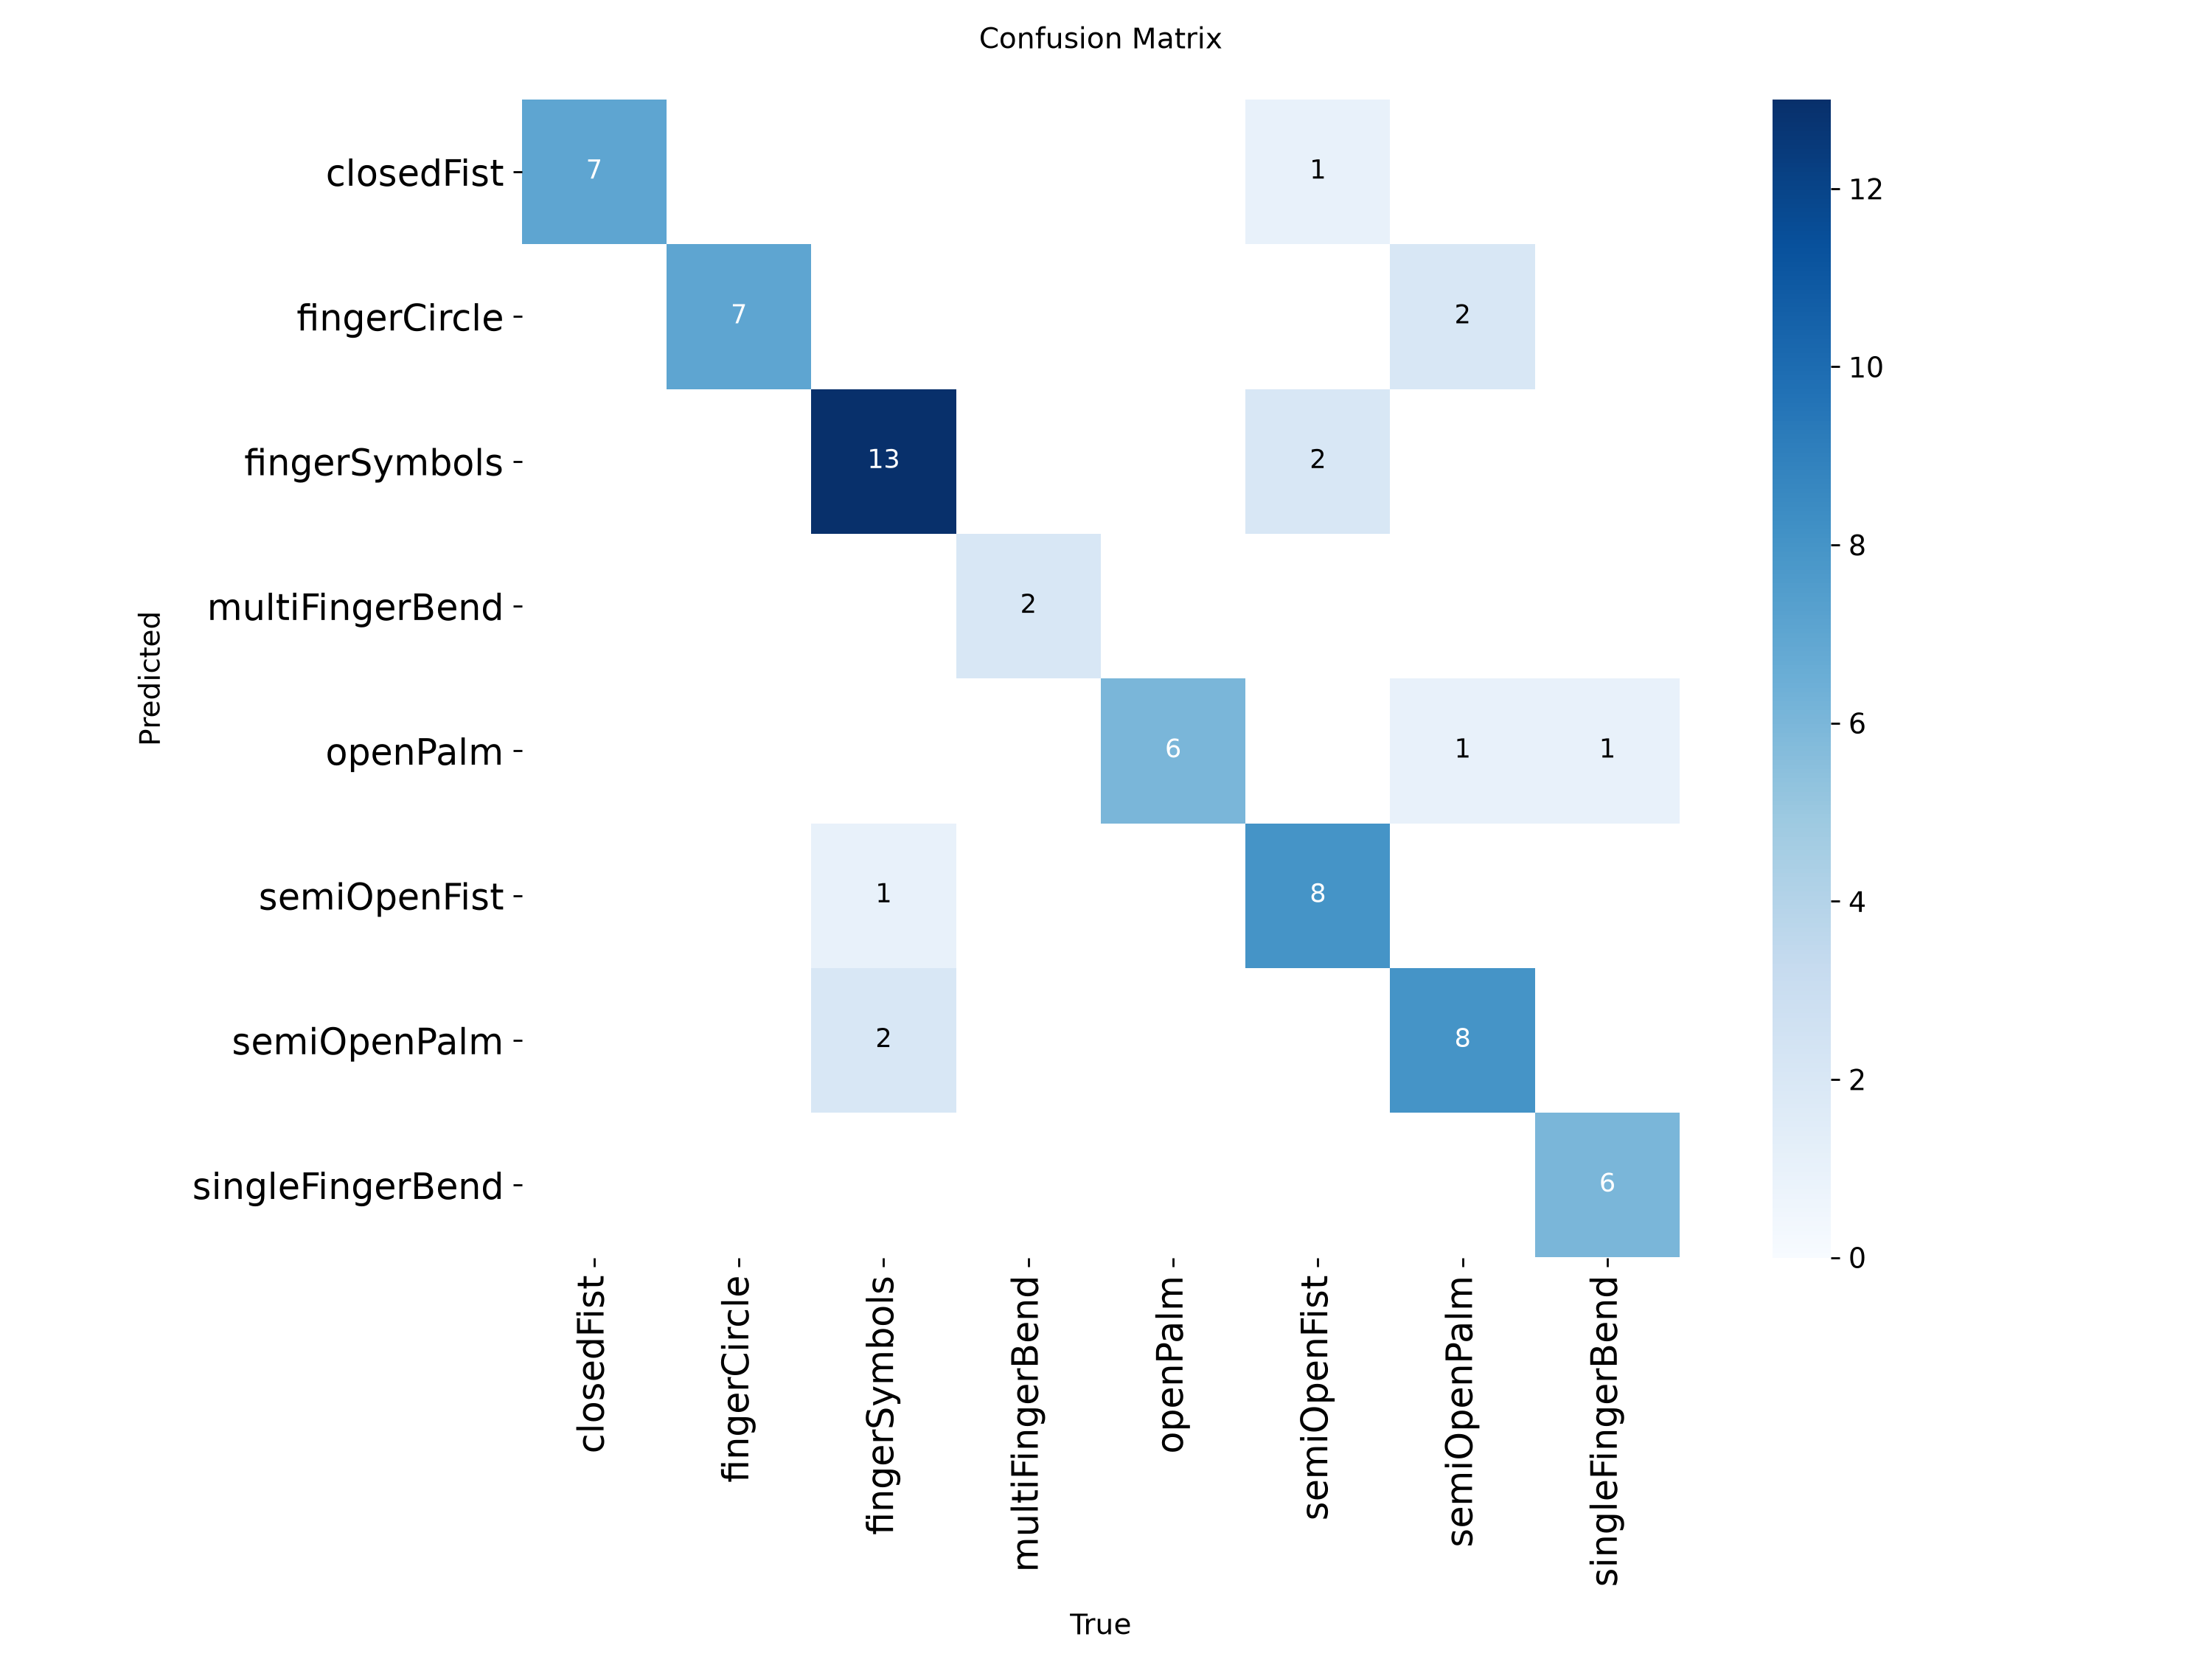 Confusion Matrix
closedFist
7
1
fingerCircle
7
2
fingerSymbols
13
2
multiFingerBend
2
openPalm
6
1
1
semiOpenFist
1
8
semiOpenPalm
2
8
singleFingerBend
6
Predicted
closedFist
fingerCircle
fingerSymbols
multiFingerBend
openPalm
semiOpenFist
semiOpenPalm
singleFingerBend
True
12
10
8
6
4
2
0